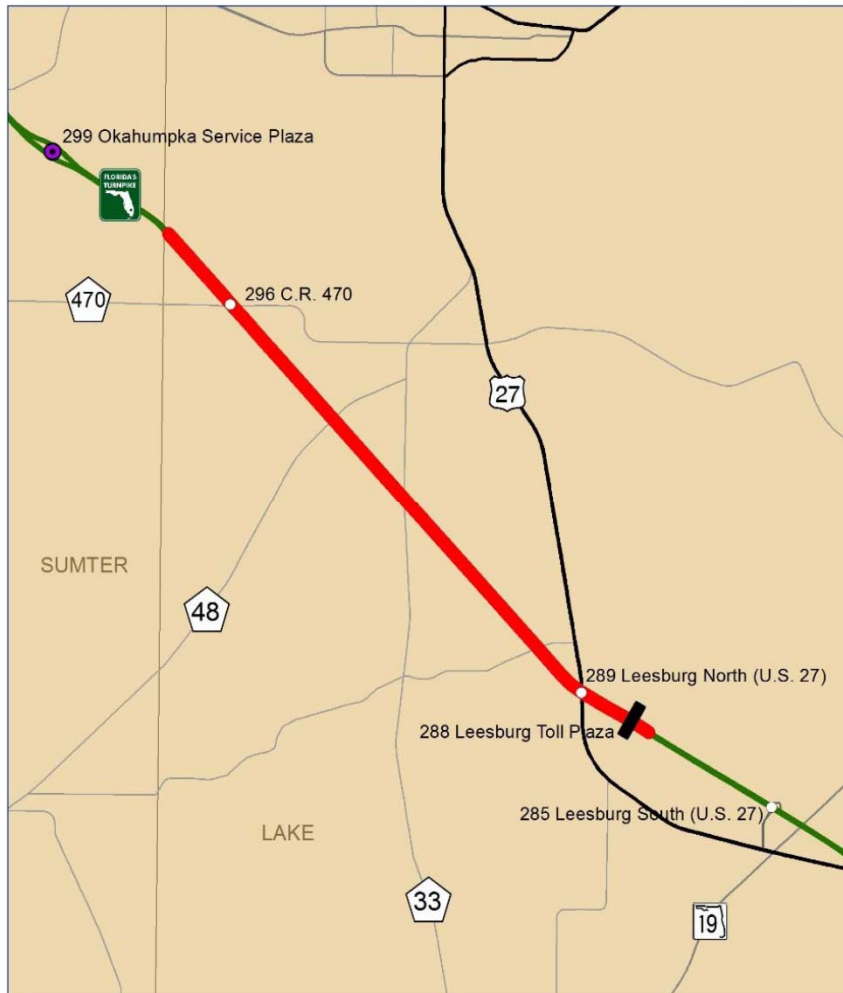 299 Okahumpka Service Plaza
FLORIDA'S
TURNPIKE
470
296 C.R. 470
27
SUMTER
48
289 Leesburg North (U.S. 27)
288 Leesburg Toll Plaza
285 Leesburg South (U.S. 27)
LAKE
33
19